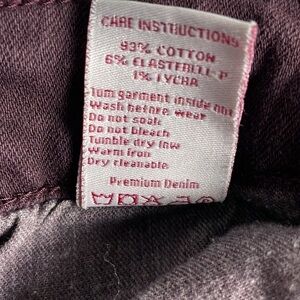 CARE INSTRUCTIONS
93% COTTON
6% ELASTERELL-P
1% LYCRA
Turn garment inside out
Wash before wear
Do not soak
Do not bleach
Tumble dry low
Warm iron
Dry cleanable
Premium Denim